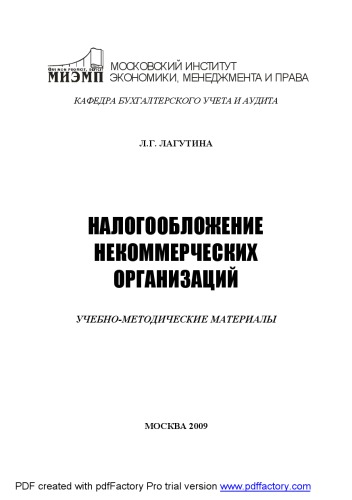 МИЭМП
МОСКОВСКИЙ ИНСТИТУТ
ЭКОНОМИКИ, МЕНЕДЖМЕНТА И ПРАВА
КАФЕДРА БУХГАЛТЕРСКОГО УЧЕТА И АУДИТА
Л.Г. ЛАГУТИНА
НАЛОГООБЛОЖЕНИЕ
НЕКОММЕРЧЕСКИХ
ОРГАНИЗАЦИЙ
УЧЕБНО-МЕТОДИЧЕСКИЕ МАТЕРИАЛЫ
МОСКВА 2009
PDF created with pdfFactory Pro trial version www.pdffactory.com